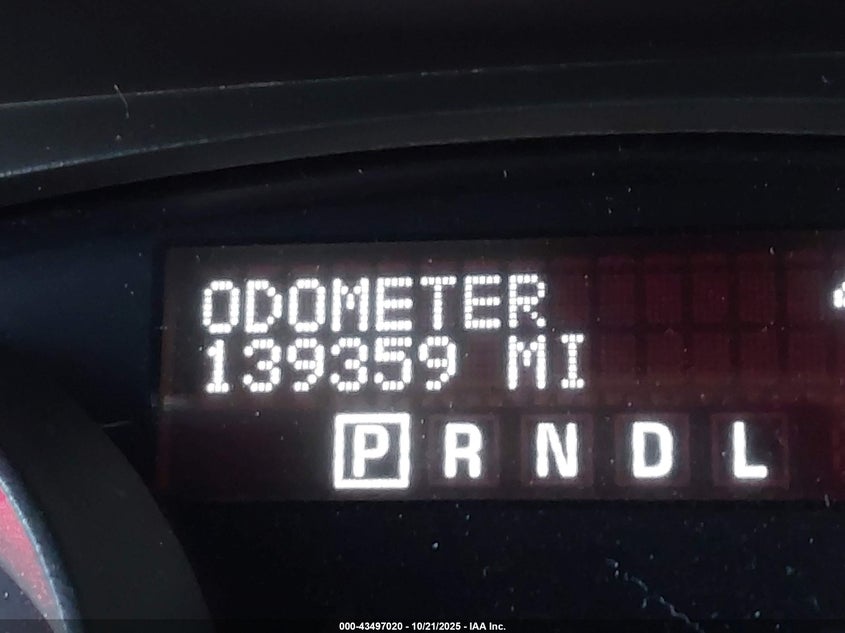 ODOMETER
139359 MI
P R N D L
000-43497020 - 10/21/2025 - IAA Inc.